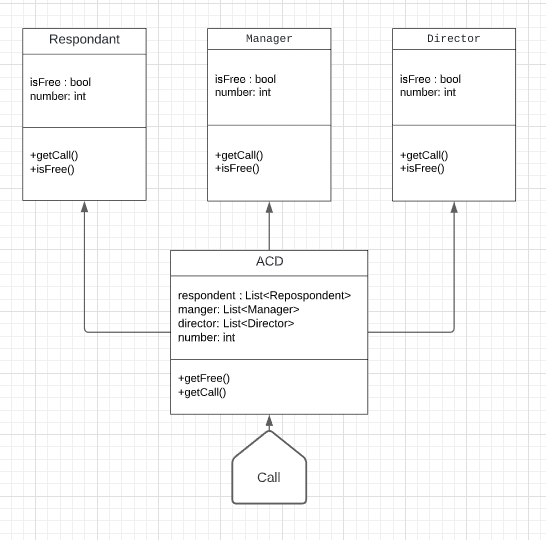 Respondant
isFree : bool
number: int
+getCall()
+isFree()
Manager
isFree : bool
number: int
+getCall()
+isFree()
Director
isFree : bool
number: int
+getCall()
+isFree()
ACD
respondent ; List<Repospondent>
manger: List<Manager>
director: List<Director>
number: int
+getFree()
+getCall()
Call